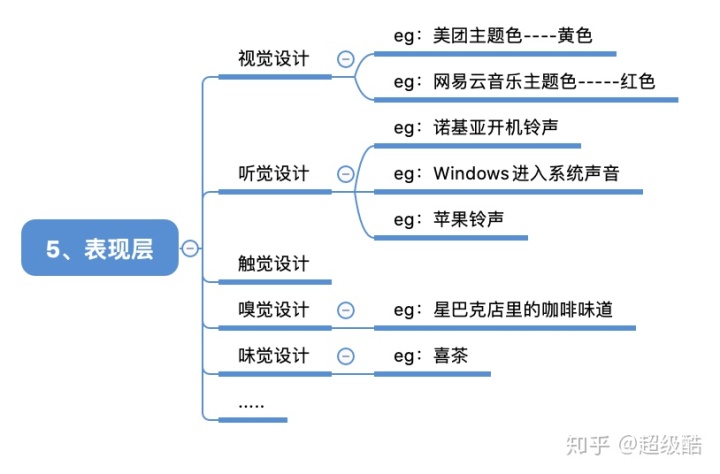 5、表现层
视觉设计
eg：美团主题色----黄色
eg：网易云音乐主题色-----红色
听觉设计
eg：诺基亚开机铃声
eg：Windows进入系统声音
eg：苹果铃声
触觉设计
嗅觉设计
eg：星巴克店里的咖啡味道
味觉设计
eg：喜茶
.....
知乎 @超级酷